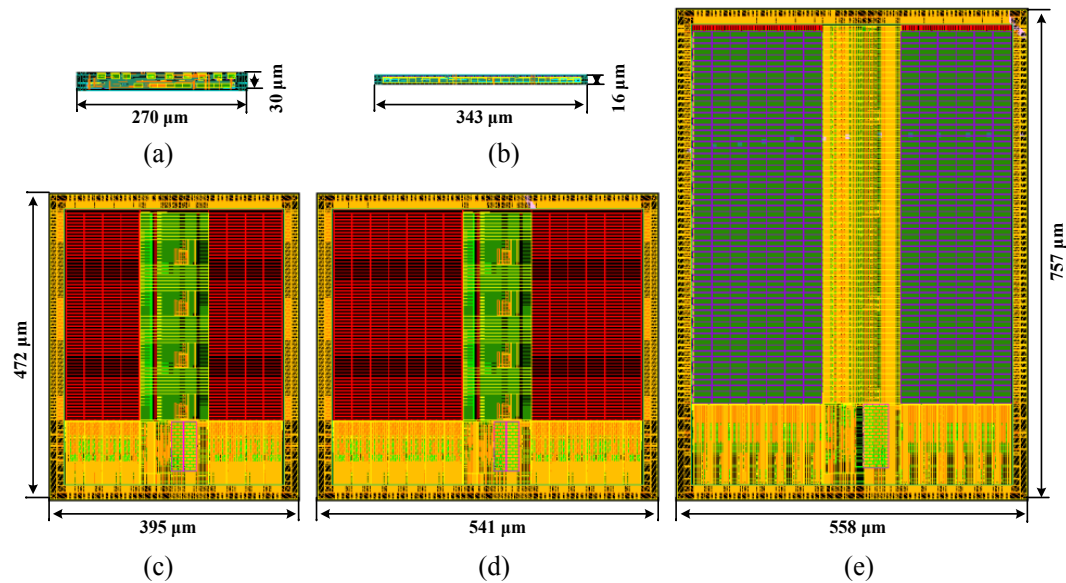 270 µm
30 µm
(a)
343 µm
16 µm
(b)
472 µm
395 µm
(c)
541 µm
(d)
757 µm
558 µm
(e)